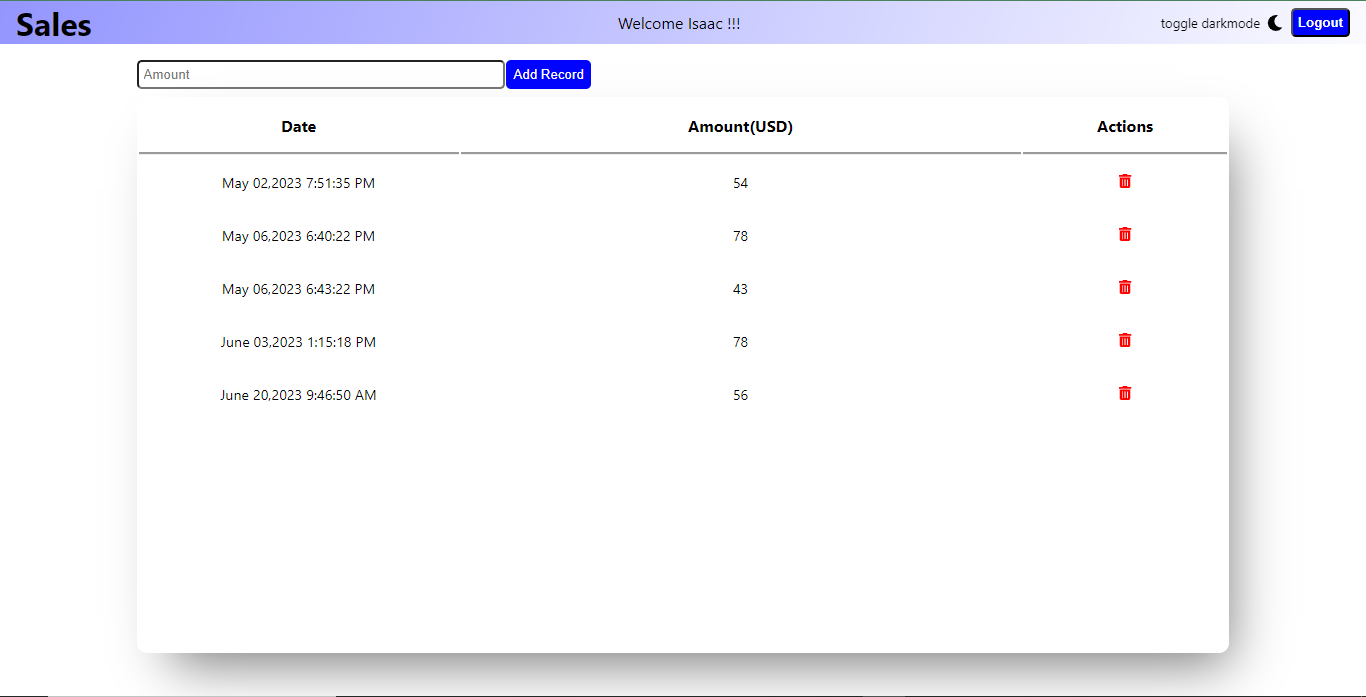 Sales
Welcome Isaac !!!
toggle darkmode
Logout
Amount
Add Record
Date Amount(USD) Actions
May 02,2023 7:51:35 PM 54
May 06,2023 6:40:22 PM 78
May 06,2023 6:43:22 PM 43
June 03,2023 1:15:18 PM 78
June 20,2023 9:46:50 AM 56